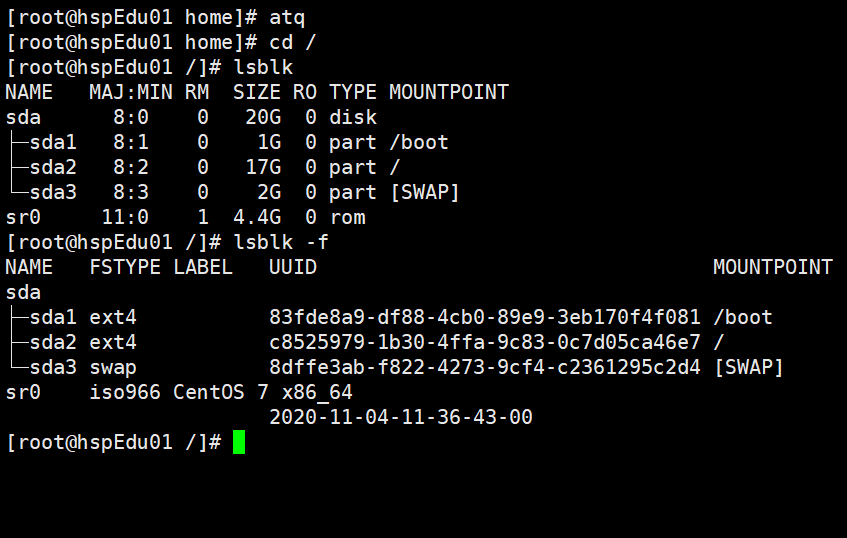 [root@hspEdu01 home]# atq
[root@hspEdu01 home]# cd /
[root@hspEdu01 /]# lsblk
NAME   MAJ:MIN RM  SIZE RO TYPE MOUNTPOINT
sda      8:0    0   20G  0 disk
├─sda1   8:1    0    1G  0 part /boot
├─sda2   8:2    0   17G  0 part /
└─sda3   8:3    0    2G  0 part [SWAP]
sr0     11:0    1  4.4G  0 rom
[root@hspEdu01 /]# lsblk -f
NAME   FSTYPE LABEL   UUID                                 MOUNTPOINT
sda
├─sda1 ext4           83fde8a9-df88-4cb0-89e9-3eb170f4f081 /boot
├─sda2 ext4           c8525979-1b30-4ffa-9c83-0c7d05ca46e7 /
└─sda3 swap           8dffe3ab-f822-4273-9cf4-c2361295c2d4 [SWAP]
sr0    iso966 CentOS 7 x86_64
                      2020-11-04-11-36-43-00
[root@hspEdu01 /]#